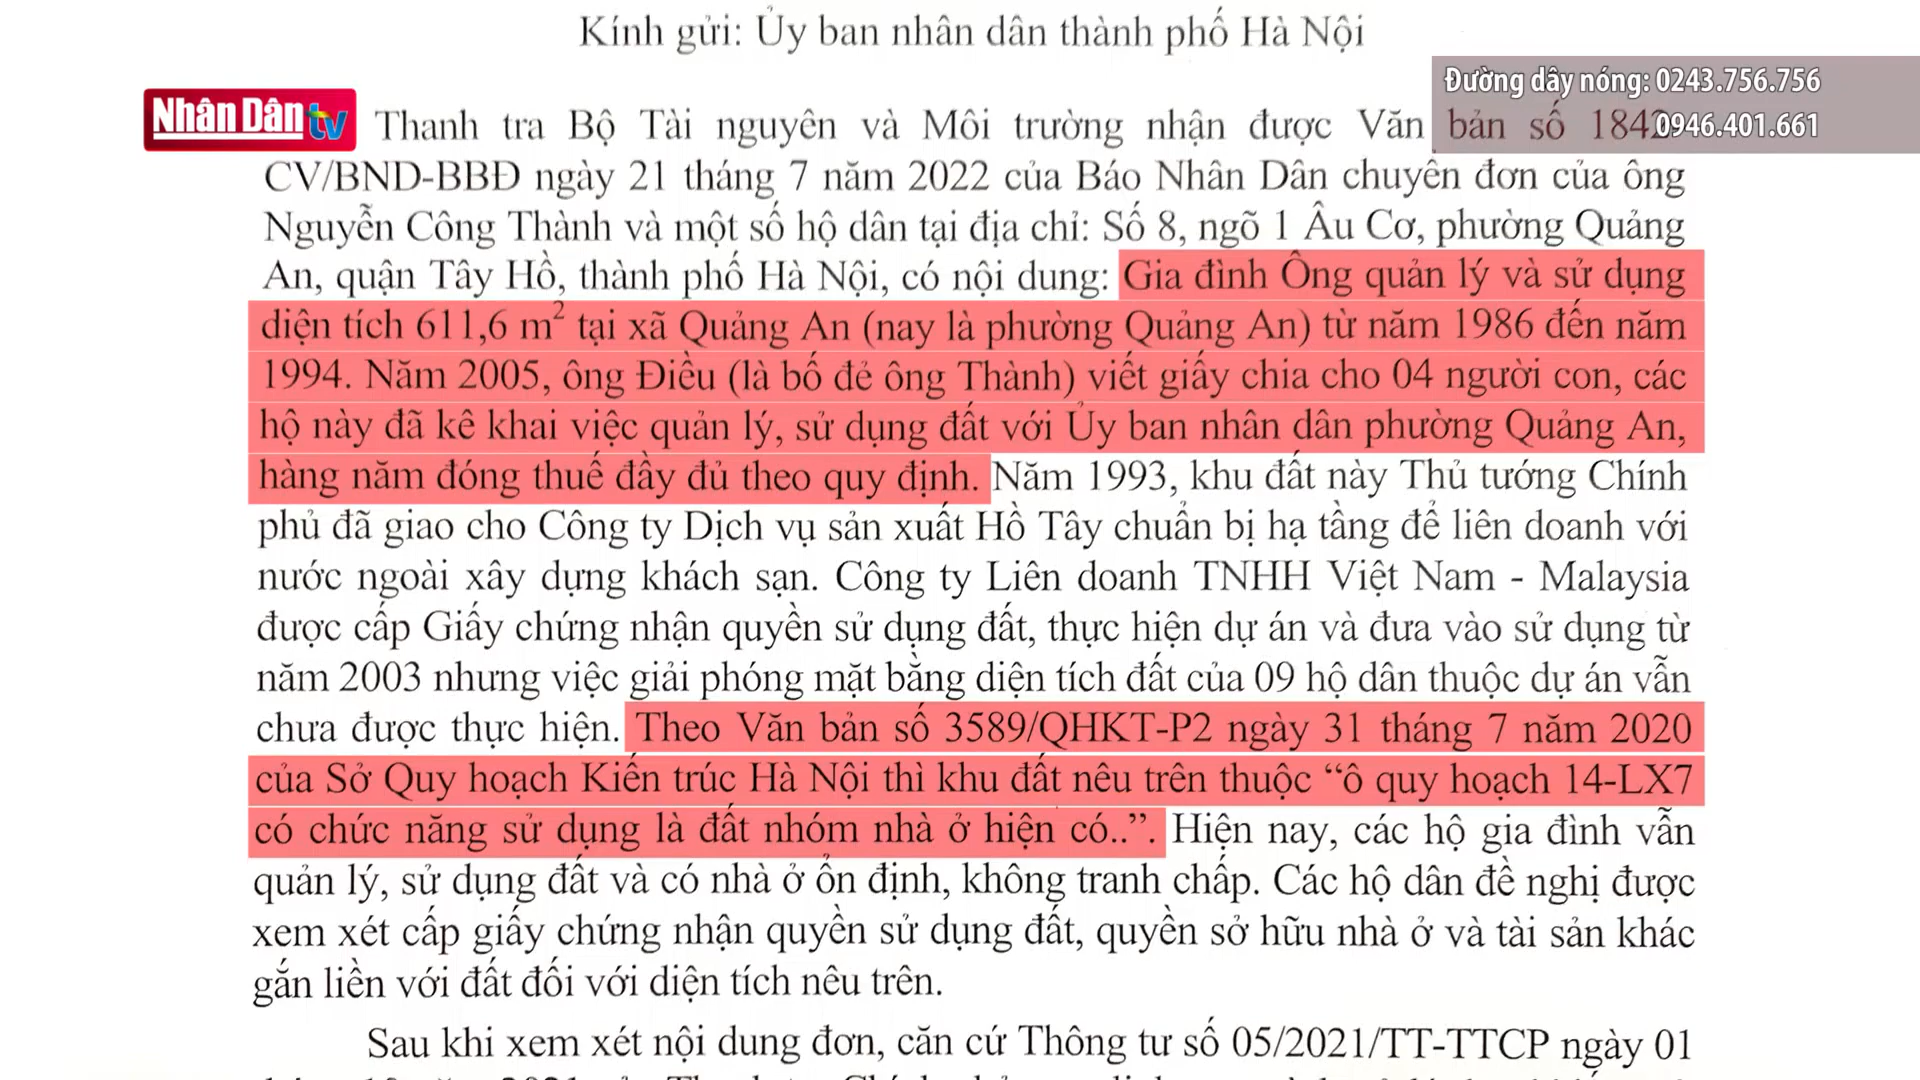 Kính gửi: Ủy ban nhân dân thành phố Hà Nội
Đường dây nóng: 0243.756.756
0946.401.661
Nhân Dân tv
Thanh tra Bộ Tài nguyên và Môi trường nhận được Văn bản số
CV/BND-BBĐ ngày 21 tháng 7 năm 2022 của Báo Nhân Dân chuyển đơn của ông
Nguyễn Công Thành và một số hộ dân tại địa chỉ: Số 8, ngõ 1 Âu Cơ, phường Quảng
An, quận Tây Hồ, thành phố Hà Nội, có nội dung: Gia đình Ông quản lý và sử dụng
diện tích 611,6 m² tại xã Quảng An (nay là phường Quảng An) từ năm 1986 đến năm
1994. Năm 2005, ông Điều (là bố đẻ ông Thành) viết giấy chia cho 04 người con, các
hộ này đã kê khai việc quản lý, sử dụng đất với Ủy ban nhân dân phường Quảng An,
hàng năm đóng thuế đầy đủ theo quy định. Năm 1993, khu đất này Thủ tướng Chính
phủ đã giao cho Công ty Dịch vụ sản xuất Hồ Tây chuẩn bị hạ tầng để liên doanh với
nước ngoài xây dựng khách sạn. Công ty Liên doanh TNHH Việt Nam - Malaysia
được cấp Giấy chứng nhận quyền sử dụng đất, thực hiện dự án và đưa vào sử dụng từ
năm 2003 nhưng việc giải phóng mặt bằng diện tích đất của 09 hộ dân thuộc dự án vẫn
chưa được thực hiện. Theo Văn bản số 3589/QHKT-P2 ngày 31 tháng 7 năm 2020
của Sở Quy hoạch Kiến trúc Hà Nội thì khu đất nêu trên thuộc “ô quy hoạch 14-LX7
có chức năng sử dụng là đất nhóm nhà ở hiện có..”. Hiện nay, các hộ gia đình vẫn
quản lý, sử dụng đất và có nhà ở ổn định, không tranh chấp. Các hộ dân đề nghị được
xem xét cấp giấy chứng nhận quyền sử dụng đất, quyền sở hữu nhà ở và tài sản khác
gắn liền với đất đối với diện tích nêu trên.
Sau khi xem xét nội dung đơn, căn cứ Thông tư số 05/2021/TT-TTCP ngày 01